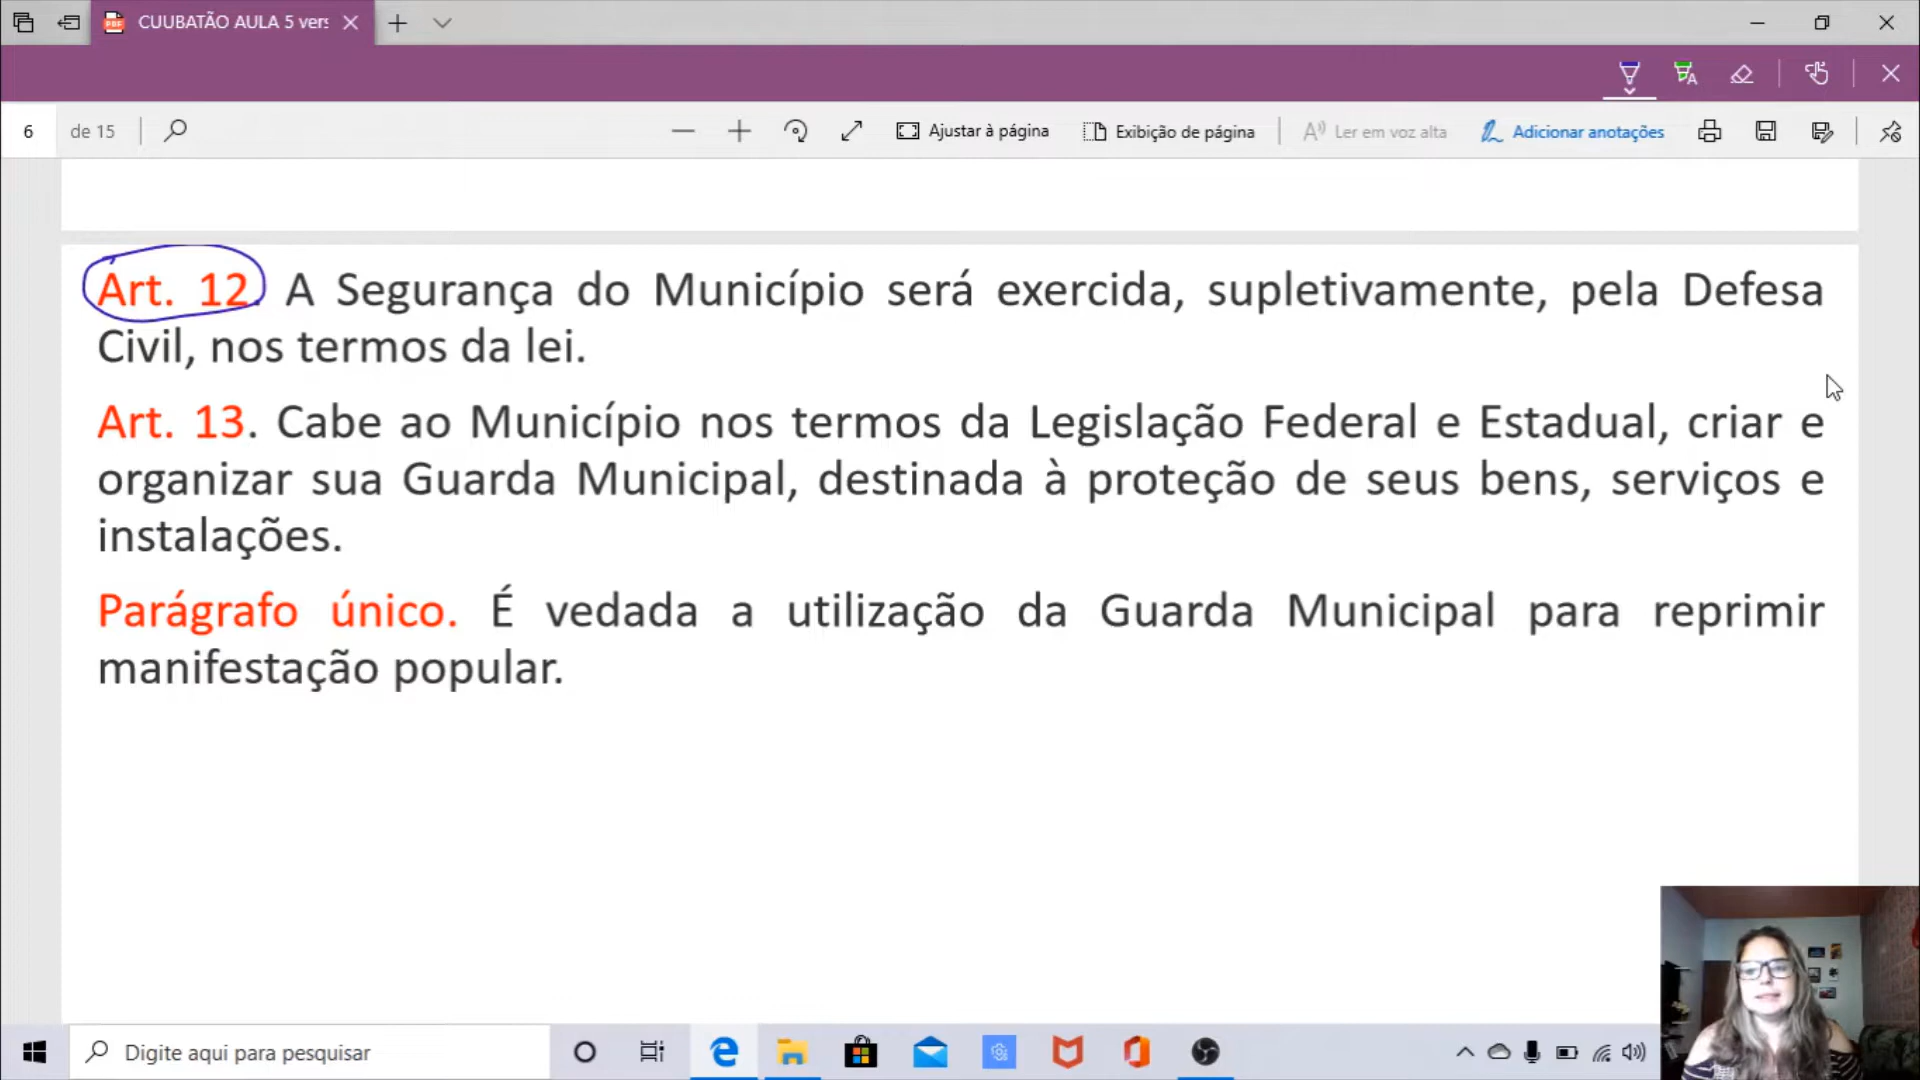 CUUBATÃO AULA 5 vers
6 de 15
Ajustar à página
Exibição de página
Ler em voz alta
Adicionar anotações
Art. 12. A Segurança do Município será exercida, supletivamente, pela Defesa
Civil, nos termos da lei.
Art. 13. Cabe ao Município nos termos da Legislação Federal e Estadual, criar e
organizar sua Guarda Municipal, destinada à proteção de seus bens, serviços e
instalações.
Parágrafo único. É vedada a utilização da Guarda Municipal para reprimir
manifestação popular.
Digite aqui para pesquisar